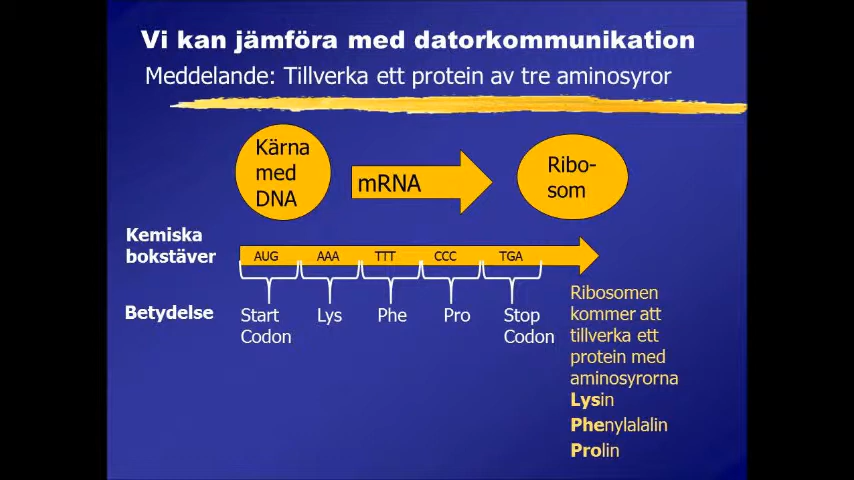 Vi kan jämföra med datorkommunikation
Meddelande: Tillverka ett protein av tre aminosyror
Kärna
med
DNA
mRNA
Ribo-
som
Kemiska
bokstäver
AUG AAA TTT CCC TGA
Betydelse
Start
Codon
Lys
Phe
Pro
Stop
Codon
Ribosomen
kommer att
tillverka ett
protein med
aminosyrorna
Lysin
Phenylalalin
Prolin